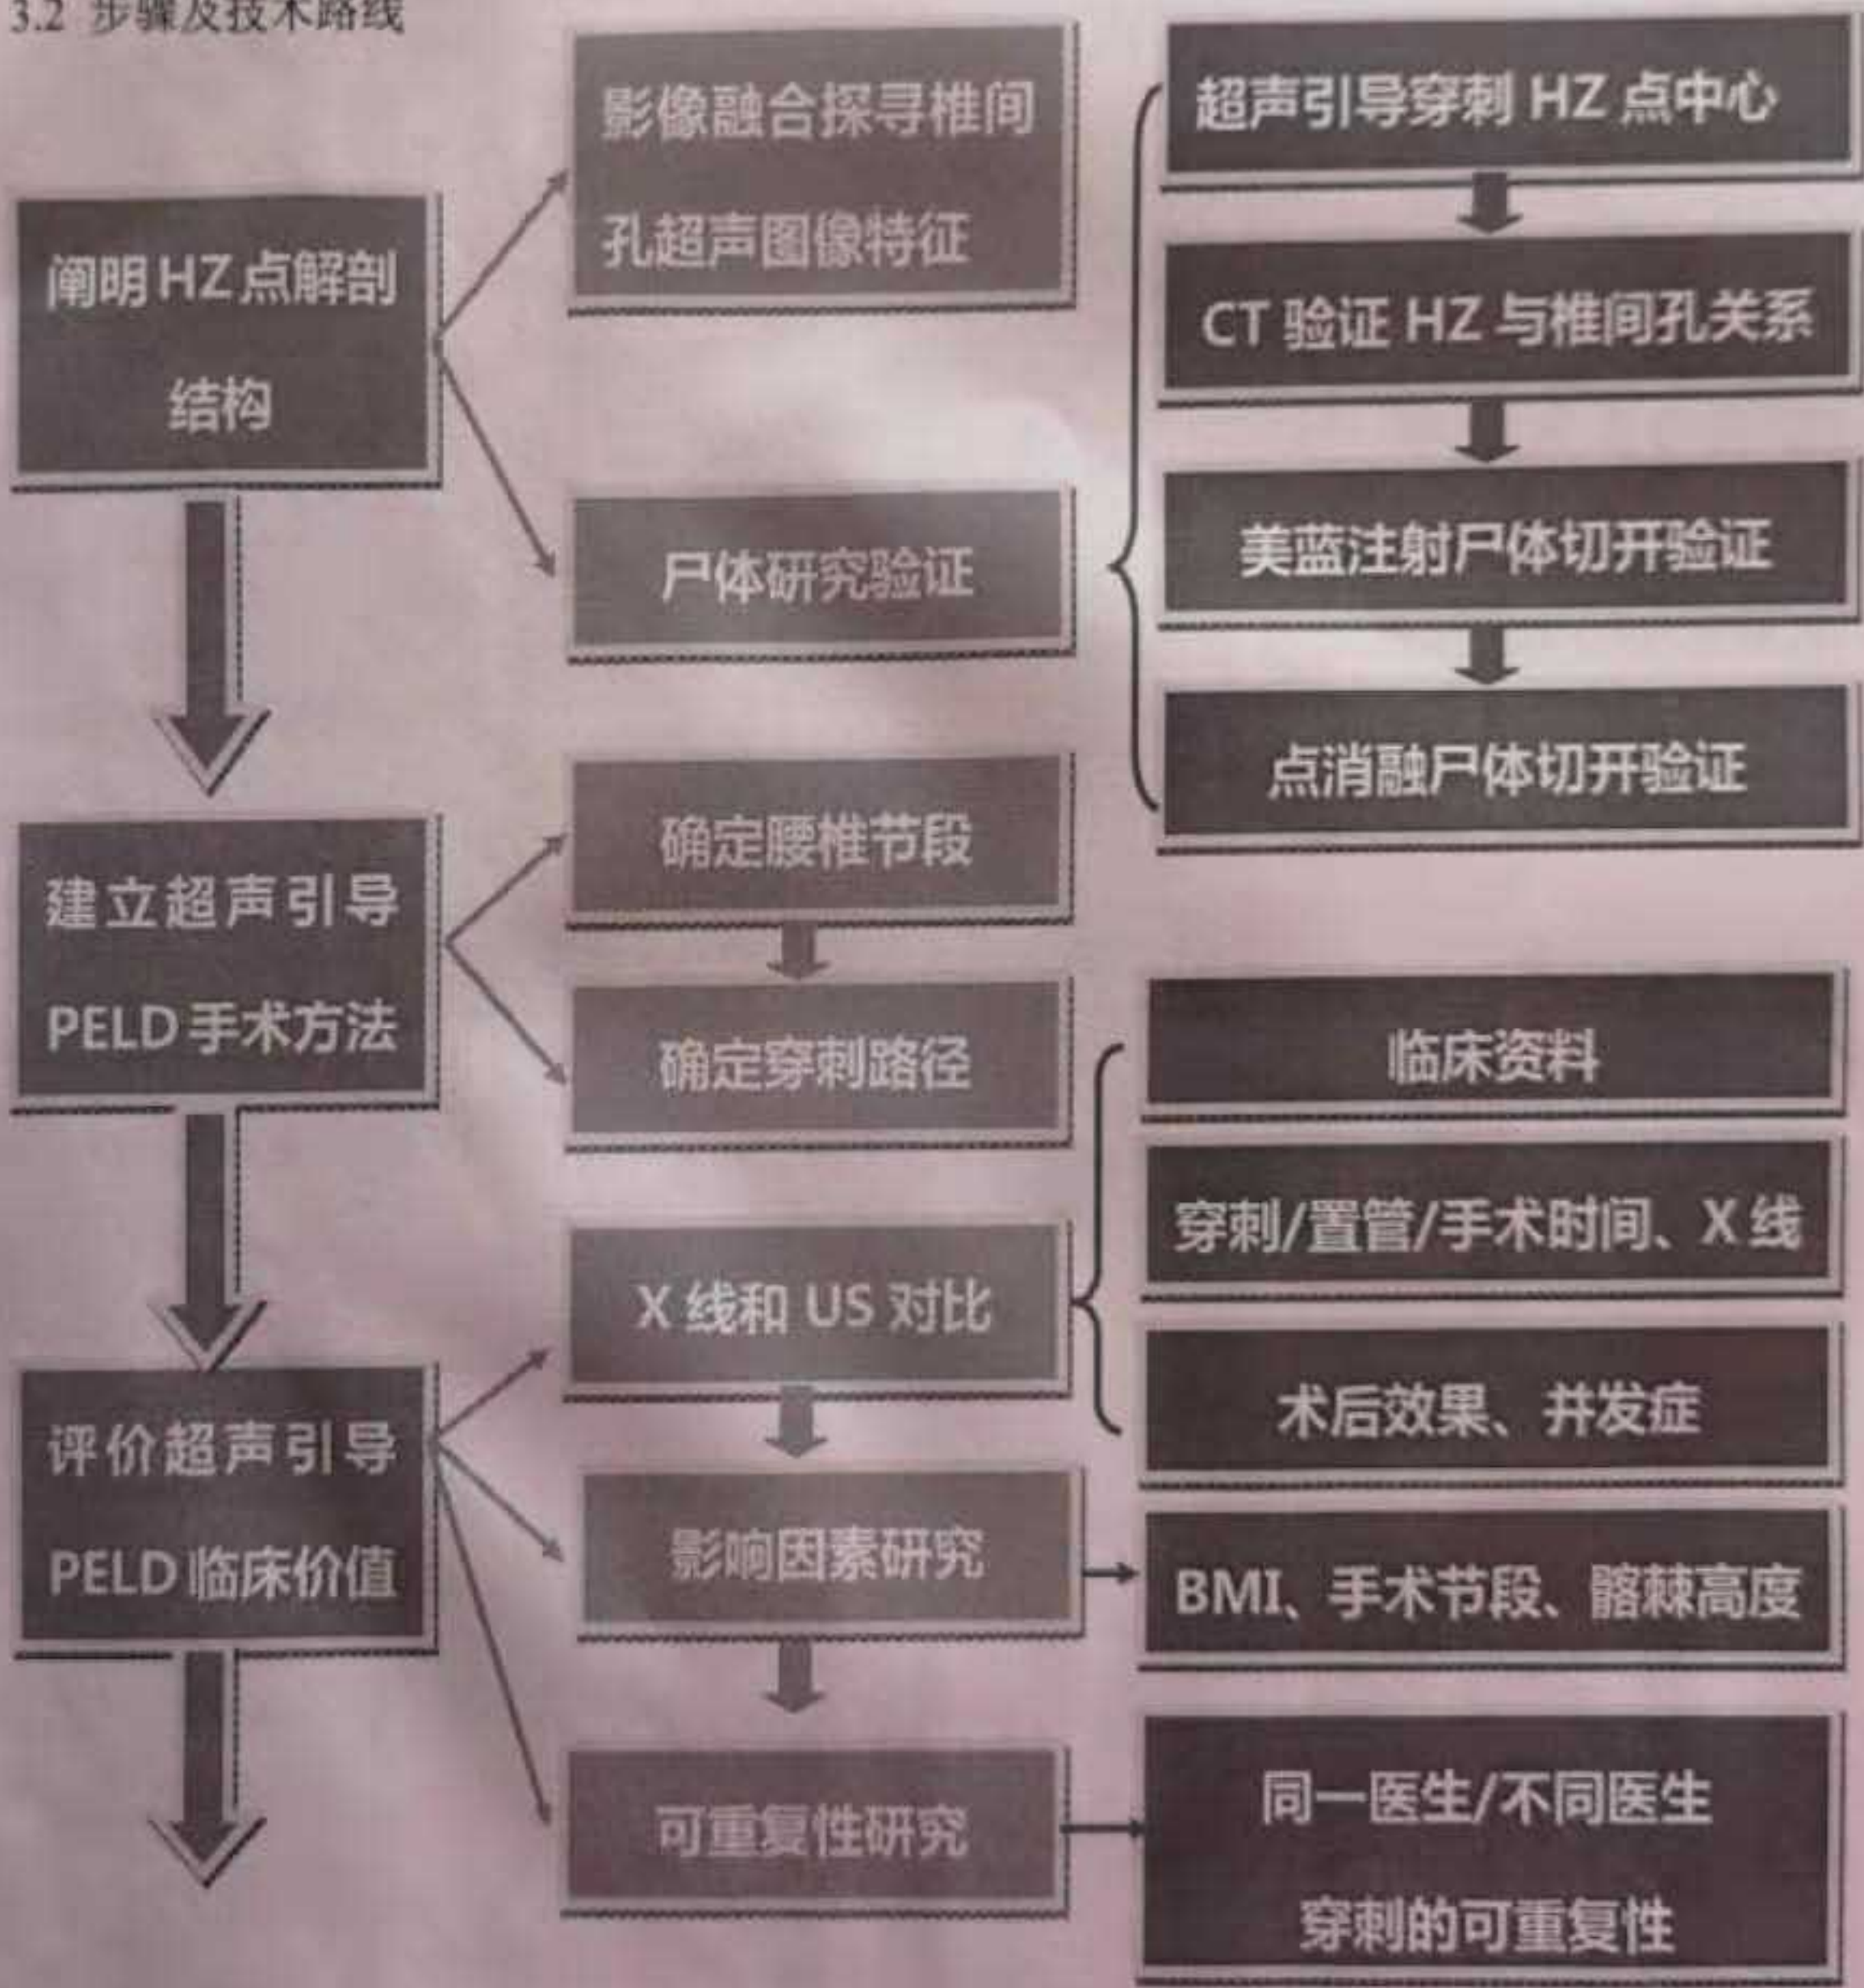 3.2 步骤及技术路线
阐明 HZ 点解剖
结构
影像融合探寻椎间
孔超声图像特征
尸体研究验证
超声引导穿刺 HZ 点中心
CT 验证 HZ 与椎间孔关系
美蓝注射尸体切开验证
点消融尸体切开验证
建立超声引导
PELD 手术方法
确定腰椎节段
确定穿刺路径
评价超声引导
PELD 临床价值
X 线和 US 对比
临床资料
穿刺/置管/手术时间、X 线
术后效果、并发症
影响因素研究
BMI、手术节段、髂棘高度
可重复性研究
同一医生/不同医生
穿刺的可重复性